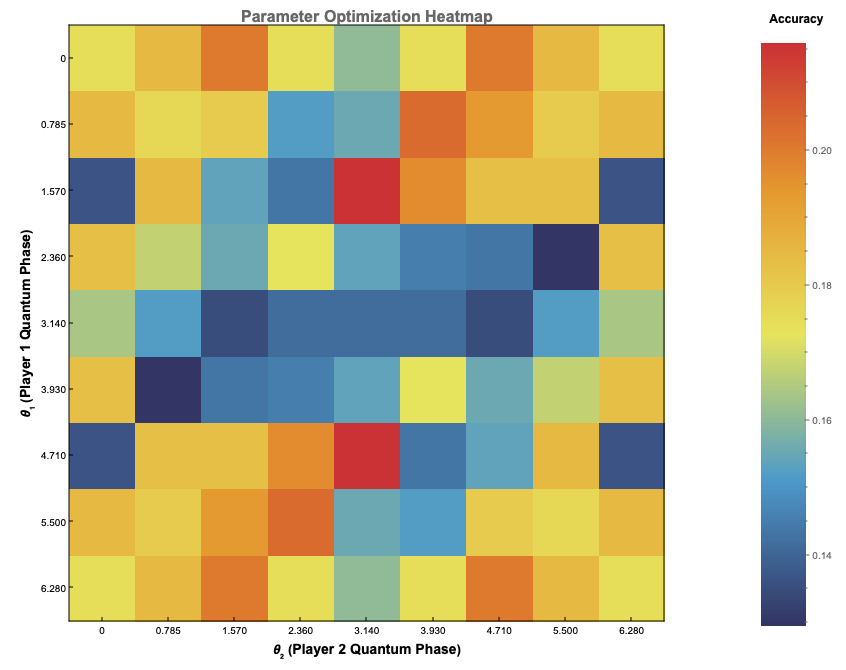 Parameter Optimization Heatmap
Accuracy
0
0.785
1.570
2.360
3.140
3.930
4.710
5.500
6.280
θ1 (Player 1 Quantum Phase)
0 0.785 1.570 2.360 3.140 3.930 4.710 5.500 6.280
θ2 (Player 2 Quantum Phase)
0.20
0.18
0.16
0.14